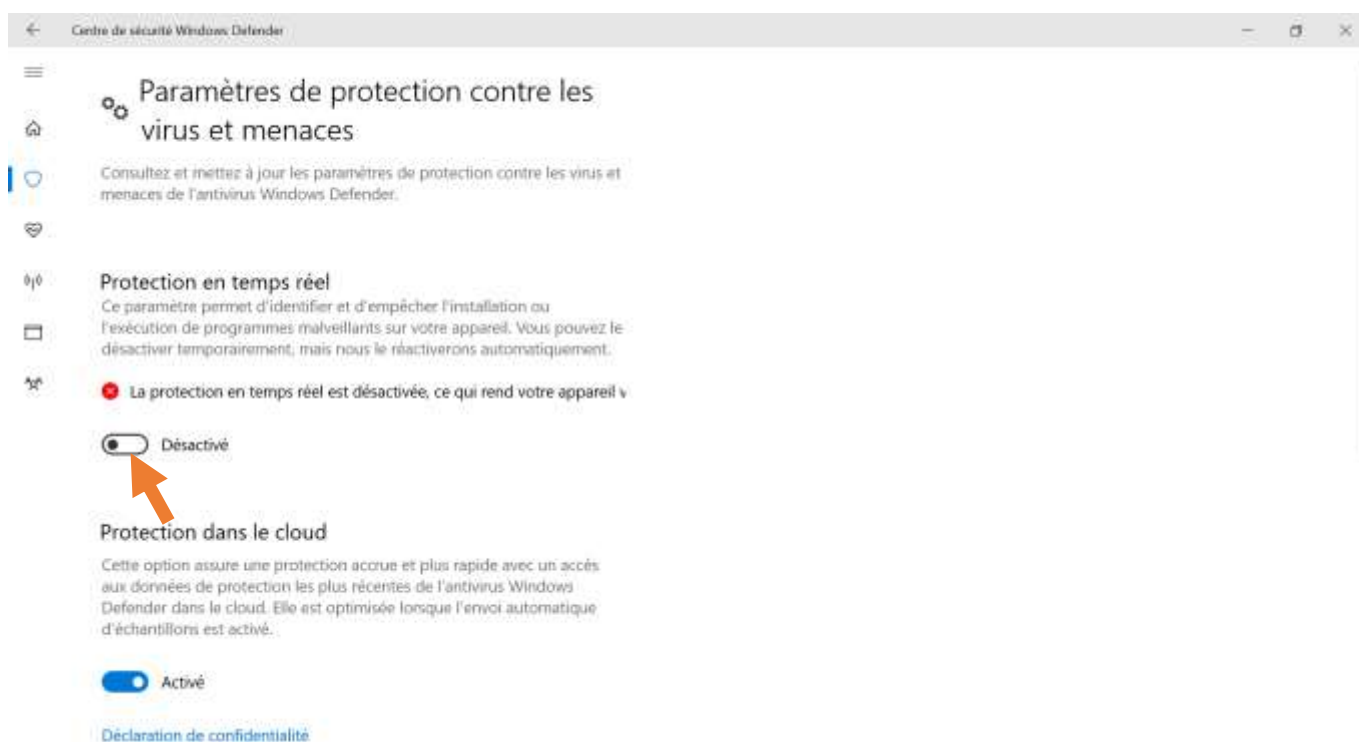 Centre de sécurité Windows Defender
Paramètres de protection contre les
virus et menaces
Consultez et mettez à jour les paramètres de protection contre les virus et
menaces de l'antivirus Windows Defender.
Protection en temps réel
Ce paramètre permet d'identifier et d'empêcher l'installation ou
l'exécution de programmes malveillants sur votre appareil. Vous pouvez le
désactiver temporairement, mais nous le réactiverons automatiquement.
La protection en temps réel est désactivée, ce qui rend votre appareil v
Désactivé
Protection dans le cloud
Cette option assure une protection accrue et plus rapide avec un accès
aux données de protection les plus récentes de l'antivirus Windows
Defender dans le cloud. Elle est optimisée lorsque l'envoi automatique
d'échantillons est activé.
Activé
Déclaration de confidentialité